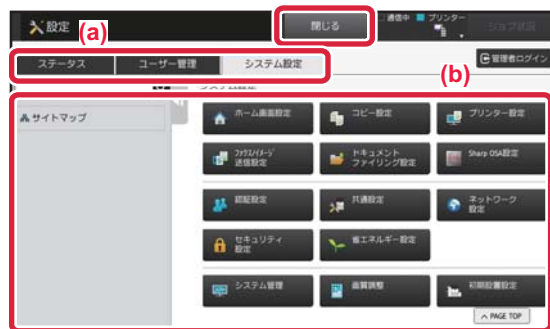 設定
(a)
閉じる
通信中
プリンター
ジョブ状況
ステータス
ユーザー管理
システム設定
管理者ログイン
(b)
システム設定
サイトマップ
ホーム画面設定
コピー設定
プリンター設定
ファクス/イメージ
送信設定
ドキュメント
ファイリング設定
Sharp OSA設定
認証設定
共通設定
ネットワーク
設定
セキュリティ
設定
省エネルギー設定
システム管理
画質調整
初期設置設定
PAGE TOP